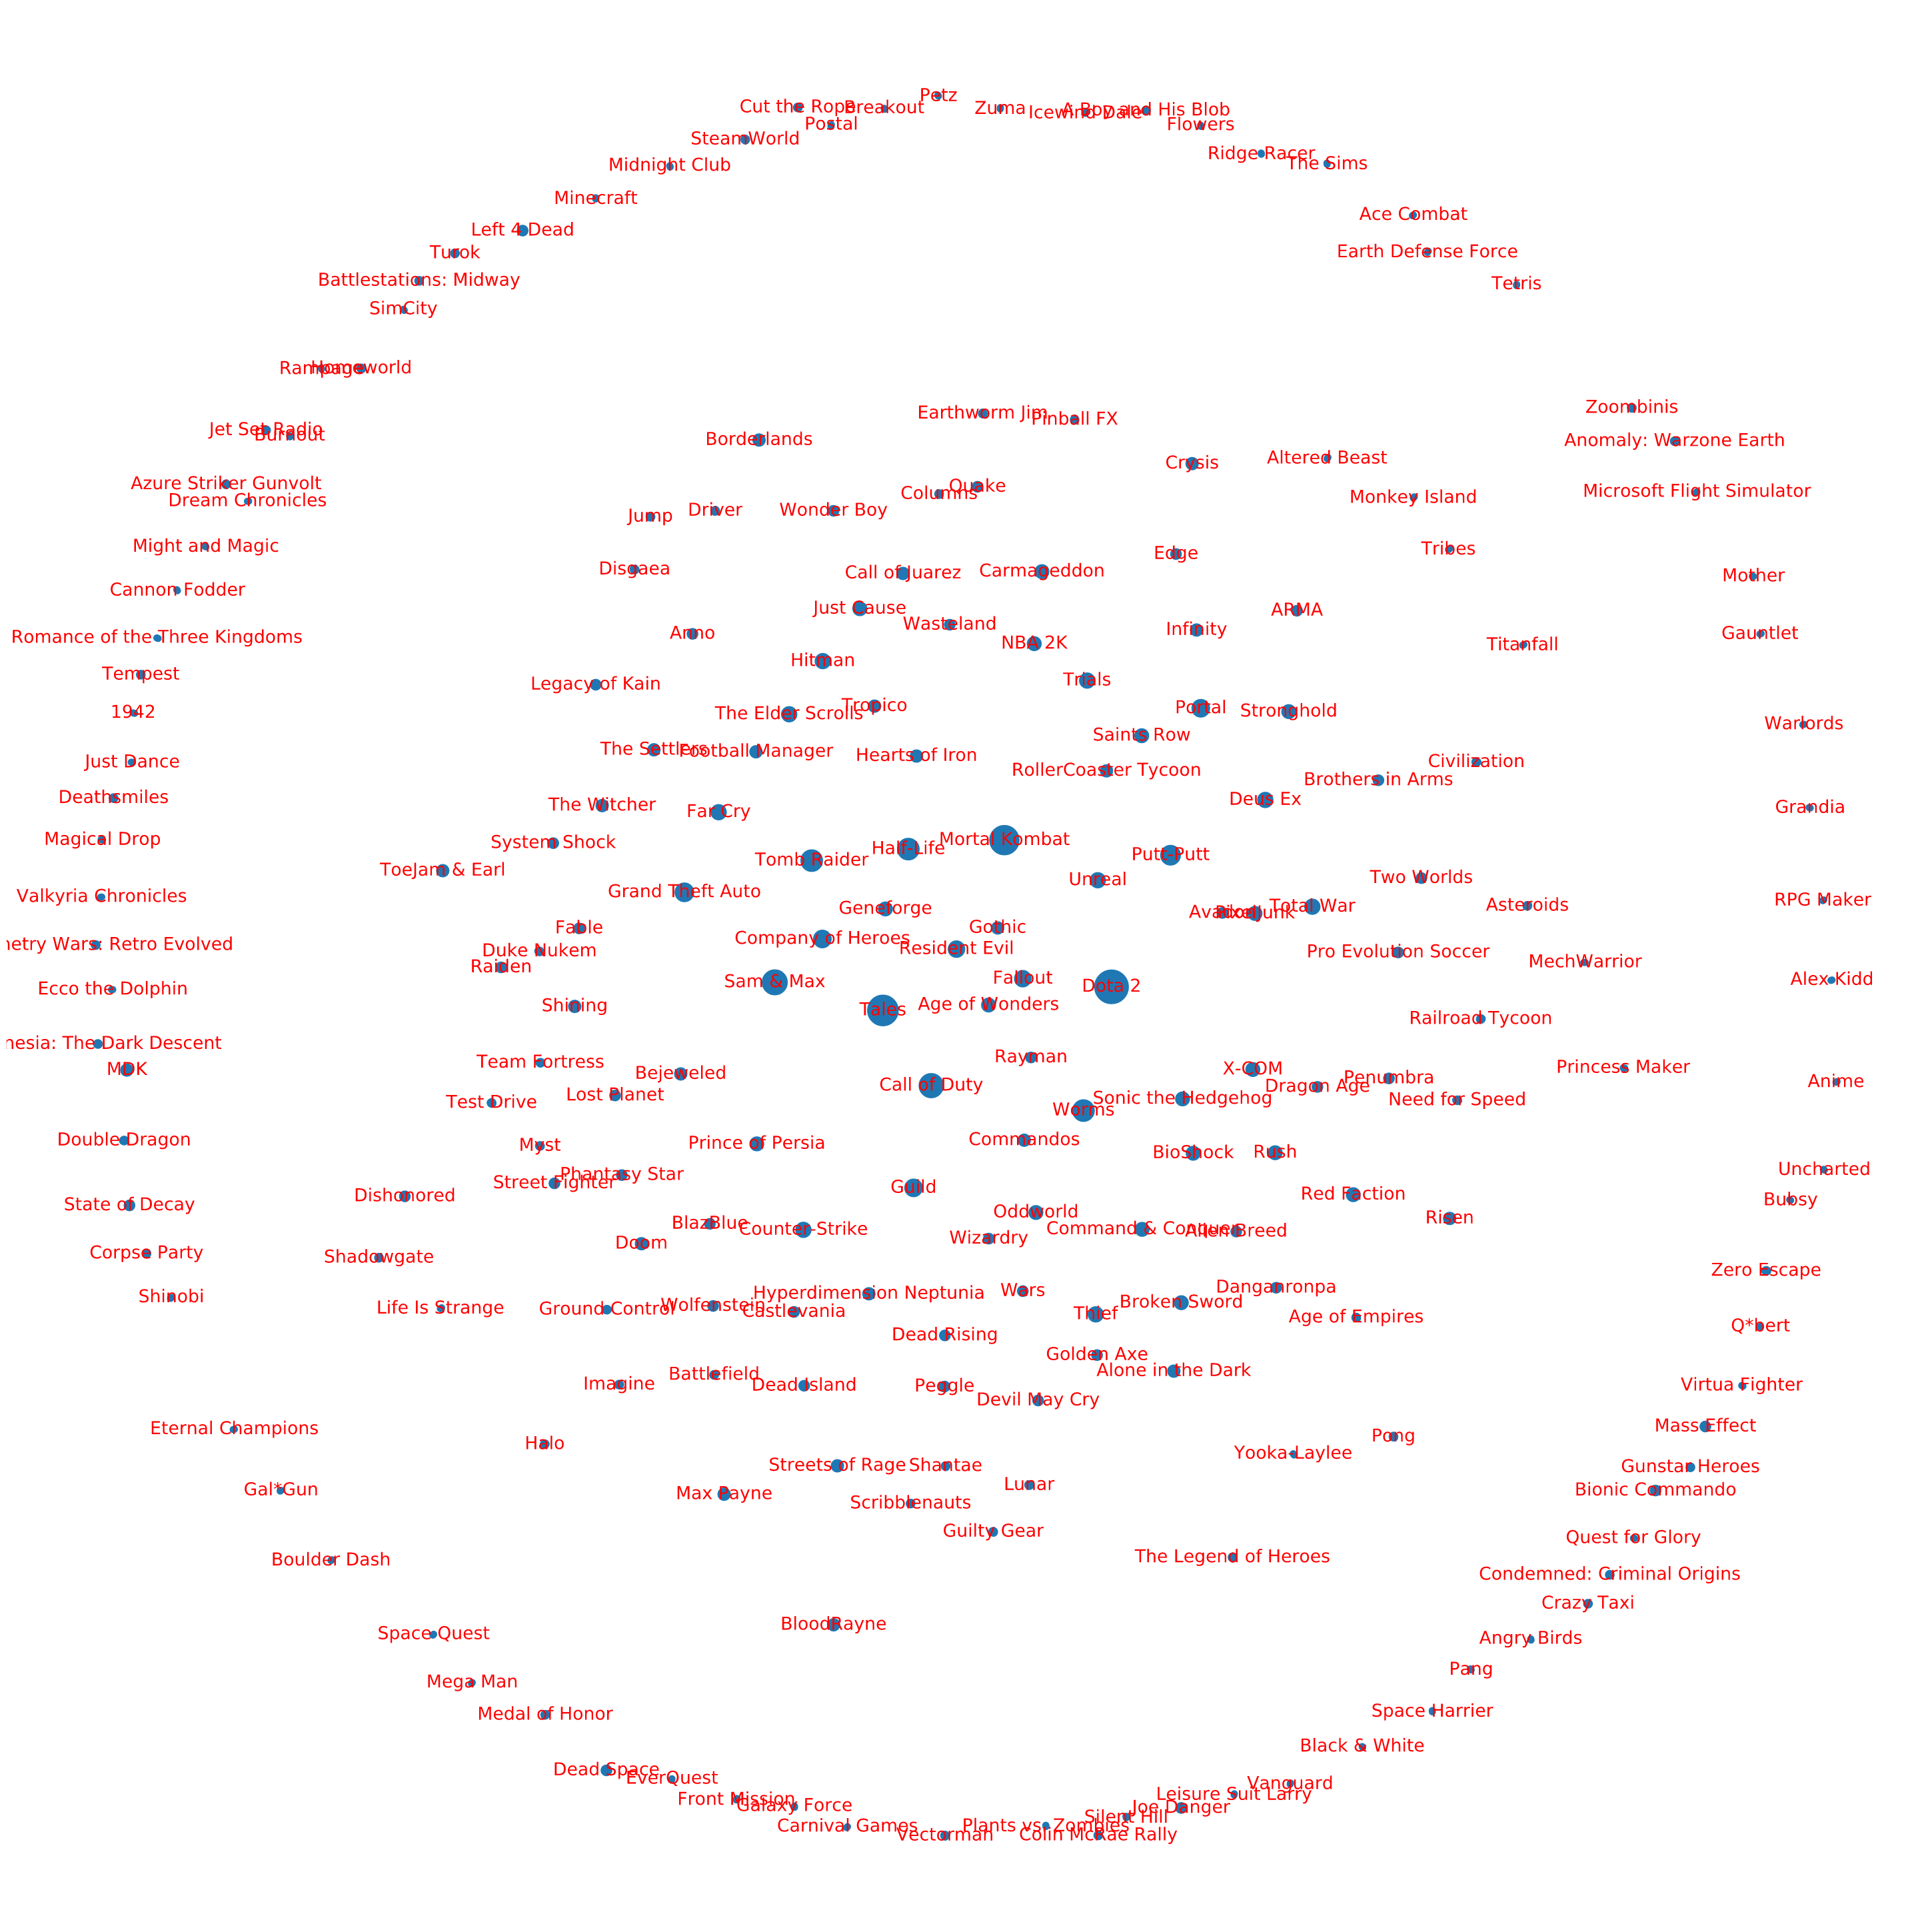 Petz
Cut the Rope
Breakout
Zuma
A Boy and His Blob
Icewind Dale
Postal
Flowers
SteamWorld
Ridge Racer
The Sims
Midnight Club
Minecraft
Ace Combat
Left 4 Dead
Turok
Earth Defense Force
Battlestations: Midway
Tetris
SimCity
Rampage
Homeworld
Zoombinis
Earthworm Jim
Pinball FX
Jet Set Radio
Burnout
Borderlands
Anomaly: Warzone Earth
Altered Beast
Crysis
Azure Striker Gunvolt
Quake
Columns
Microsoft Flight Simulator
Monkey Island
Dream Chronicles
Driver
Wonder Boy
Jump
Might and Magic
Tribes
Edge
Disgaea
Call of Juarez
Carmageddon
Mother
Cannon Fodder
Just Cause
ARMA
Wasteland
Infinity
Anno
Gauntlet
Romance of the Three Kingdoms
NBA 2K
Titanfall
Hitman
Tempest
Trials
Legacy of Kain
Tropico
Portal
Stronghold
1942
The Elder Scrolls
Warlords
Saints Row
The Settlers
Football Manager
Hearts of Iron
Just Dance
Civilization
RollerCoaster Tycoon
Brothers in Arms
Deathsmiles
Deus Ex
The Witcher
Grandia
Far Cry
Magical Drop
Mortal Kombat
System Shock
Half-Life
Putt-Putt
Tomb Raider
ToeJam & Earl
Unreal
Two Worlds
Grand Theft Auto
Valkyria Chronicles
RPG Maker
Total War
Asteroids
Geneforge
Avadon
PixelJunk
Fable
Gothic
Company of Heroes
netry Wars: Retro Evolved
Resident Evil
Duke Nukem
Pro Evolution Soccer
MechWarrior
Raiden
Fallout
Alex Kidd
Sam & Max
Dota 2
Ecco the Dolphin
Age of Wonders
Shining
Tales
Railroad Tycoon
nesia: The Dark Descent
Rayman
Team Fortress
Princess Maker
MDK
X-COM
Bejeweled
Penumbra
Anime
Call of Duty
Dragon Age
Lost Planet
Sonic the Hedgehog
Need for Speed
Test Drive
Worms
Double Dragon
Commandos
Prince of Persia
Myst
BioShock
Rush
Uncharted
Phantasy Star
Street Fighter
Guild
Dishonored
Red Faction
Bubsy
State of Decay
Oddworld
Risen
BlazBlue
Counter-Strike
Command & Conquer
Alien Breed
Wizardry
Doom
Corpse Party
Shadowgate
Zero Escape
Danganronpa
Wars
Hyperdimension Neptunia
Shinobi
Broken Sword
Wolfenstein
Life Is Strange
Ground Control
Castlevania
Thief
Age of Empires
Q*bert
Dead Rising
Golden Axe
Alone in the Dark
Battlefield
Imagine
Dead Island
Peggle
Virtua Fighter
Devil May Cry
Mass Effect
Eternal Champions
Pong
Halo
Yooka-Laylee
Streets of Rage
Shantae
Gunstar Heroes
Lunar
Gal*Gun
Bionic Commando
Max Payne
Scribblenauts
Guilty Gear
Quest for Glory
The Legend of Heroes
Boulder Dash
Condemned: Criminal Origins
Crazy Taxi
BloodRayne
Space Quest
Angry Birds
Pang
Mega Man
Space Harrier
Medal of Honor
Black & White
Dead Space
EverQuest
Vanguard
Leisure Suit Larry
Front Mission
Galaxy Force
Joe Danger
Silent Hill
Carnival Games
Plants vs. Zombies
Vectorman
Colin McRae Rally